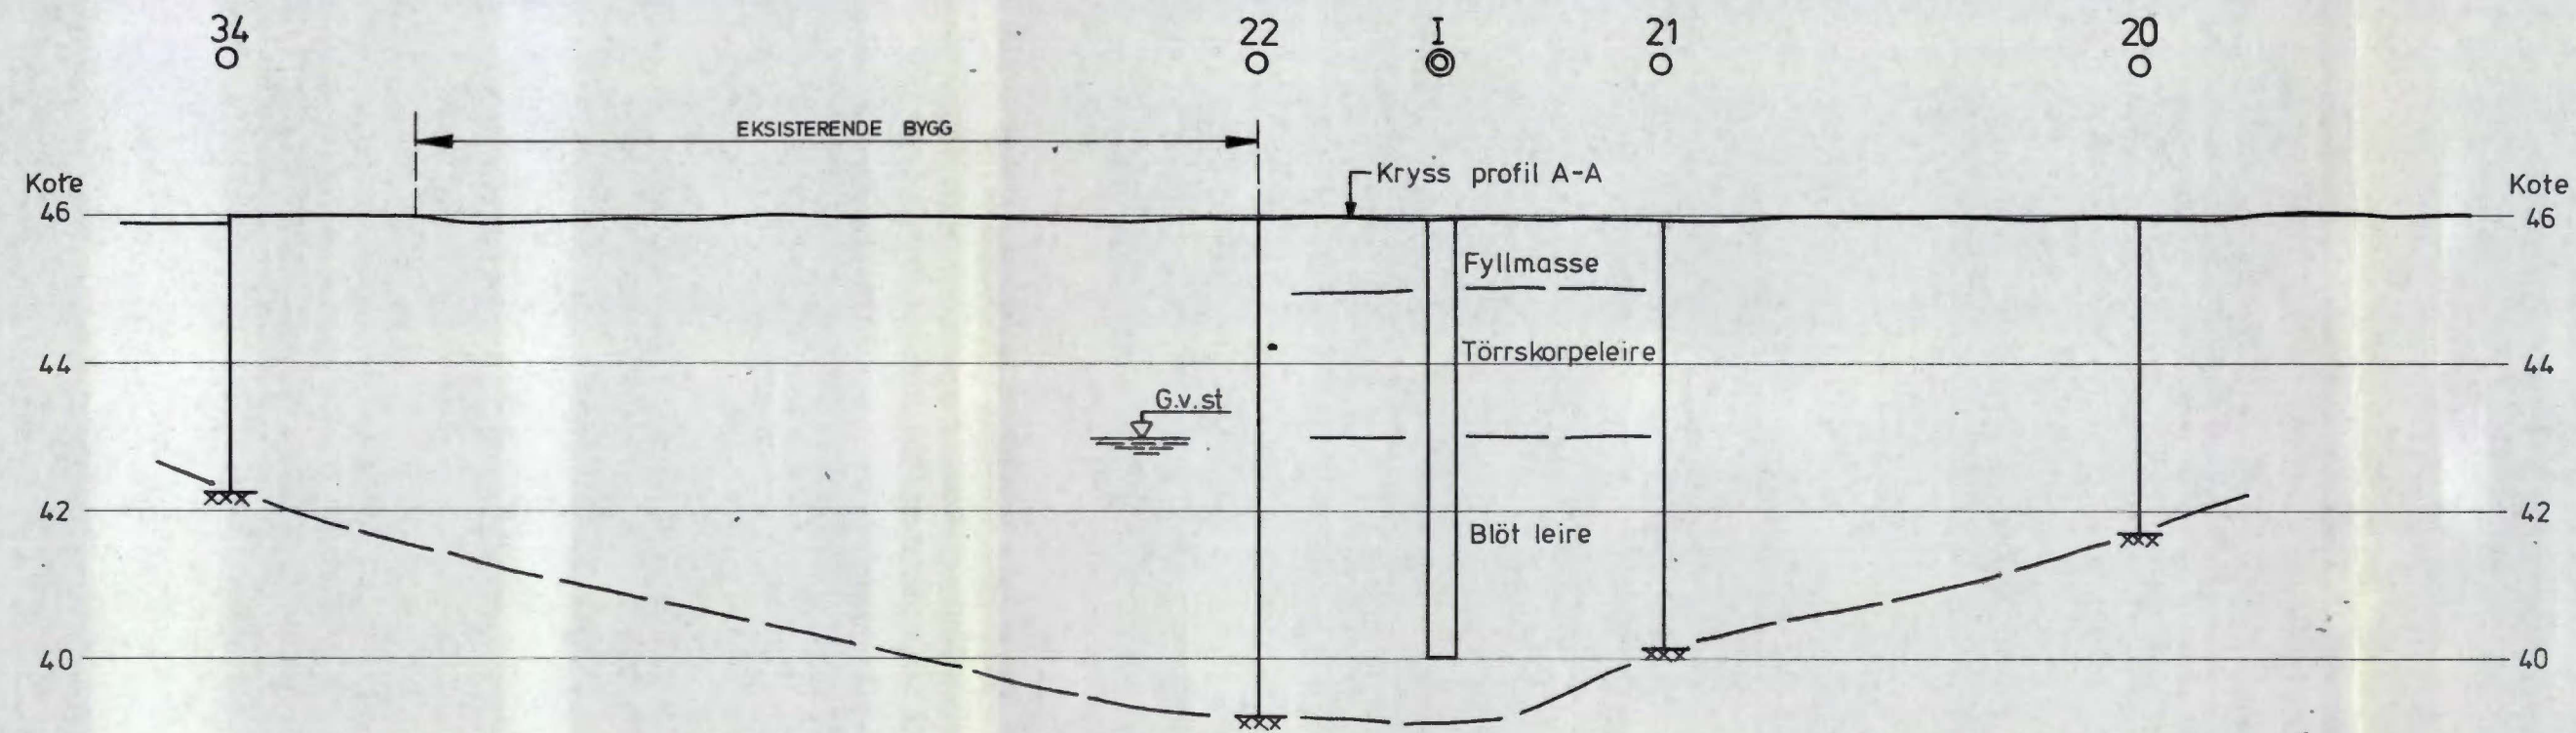 34
22
I
21
20
EKSISTERENDE BYGG
Kryss profil A-A
Kote
Kote
46
46
Fyllmasse
44
Törrskorpeleire
44
G.v.st
42
Blöt leire
42
40
40